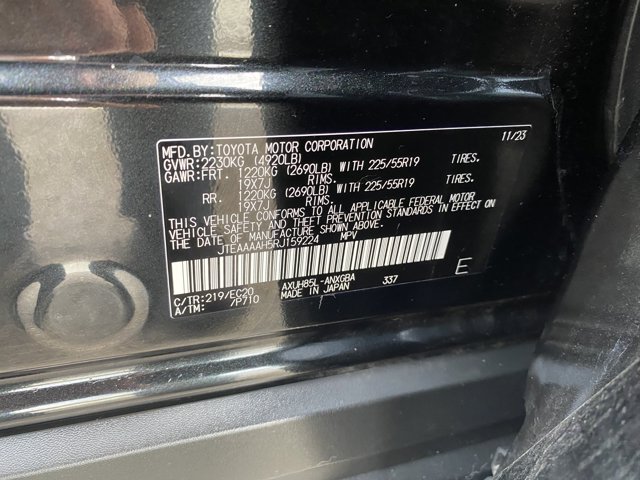 MFD.BY:TOYOTA MOTOR CORPORATION 11/23
GVWR:2230KG (4920LB)
GAWR:FRT. 1220KG (2690LB) WITH 225/55R19 TIRES.
19X7J RIMS.
RR. 1220KG (2690LB) WITH 225/55R19 TIRES.
19X7J RIMS.
THIS VEHICLE CONFORMS TO ALL APPLICABLE FEDERAL MOTOR
VEHICLE SAFETY AND THEFT PREVENTION STANDARDS IN EFFECT ON
THE DATE OF MANUFACTURE SHOWN ABOVE.
JTEAAAAH5RJ159224 MPV
C/TR:219/EC20 AXUH85L-ANXGBA 337 E
A/TM: /P710 MADE IN JAPAN